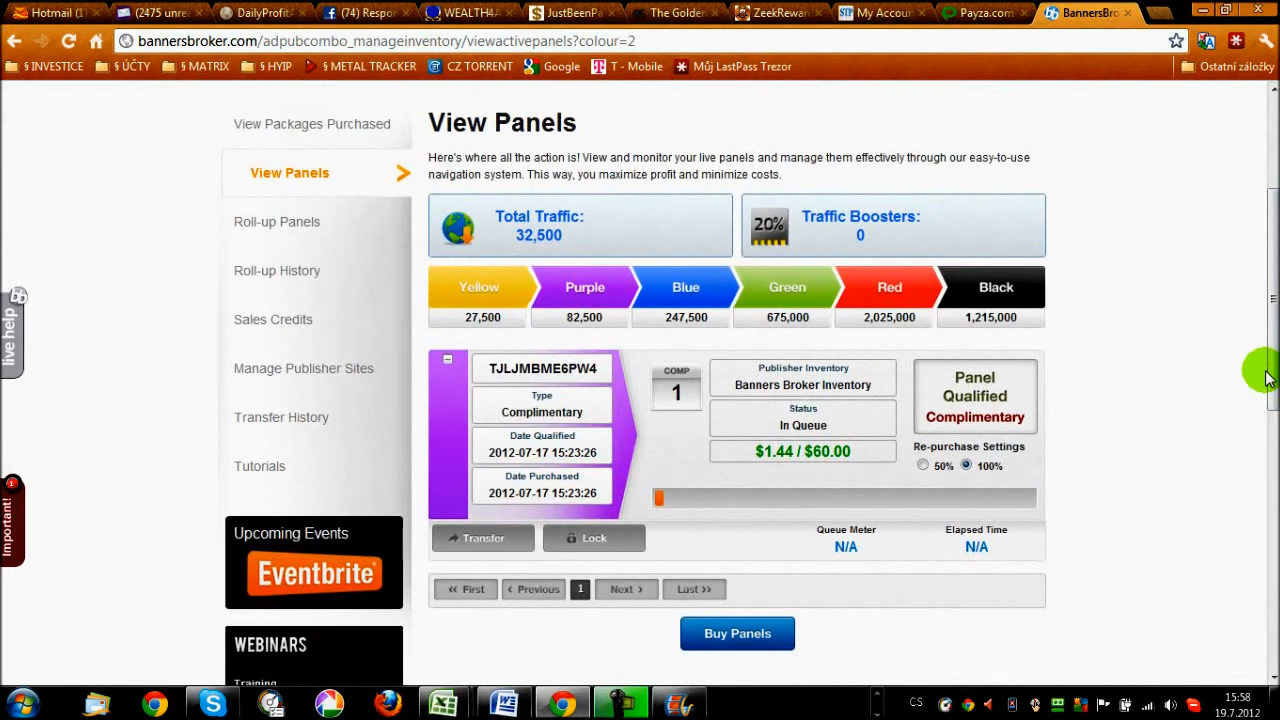 Hotmail (1
(2475 unre
DailyProfitA
(74) Respor
WEALTH4A
JustBeenPa
The Golden
ZeekRewar
My Accoun
Payza.com
BannersBro
bannersbroker.com/adpubcombo_manageinventory/viewactivepanels?colour=2
§ INVESTICE
§ ÚČTY
§ MATRIX
§ HYIP
§ METAL TRACKER
CZ TORRENT
Google
T - Mobile
Můj LastPass Trezor
Ostatní záložky
View Packages Purchased
View Panels
Roll-up Panels
Roll-up History
Sales Credits
Manage Publisher Sites
Transfer History
Tutorials
Upcoming Events
Eventbrite
WEBINARS
Training
live help
Important!
1
View Panels
Here's where all the action is! View and monitor your live panels and manage them effectively through our easy-to-use
navigation system. This way, you maximize profit and minimize costs.
Total Traffic:
32,500
20%
Traffic Boosters:
0
Yellow Purple Blue Green Red Black
27,500 82,500 247,500 675,000 2,025,000 1,215,000
TJLJMBME6PW4
Type
Complimentary
Date Qualified
2012-07-17 15:23:26
Date Purchased
2012-07-17 15:23:26
COMP
1
Publisher Inventory
Banners Broker Inventory
Status
In Queue
$1.44 / $60.00
Panel
Qualified
Complimentary
Re-purchase Settings
50% 100%
Transfer
Lock
Queue Meter
N/A
Elapsed Time
N/A
First Previous 1 Next Last
Buy Panels
CS
15:58
19.7.2012